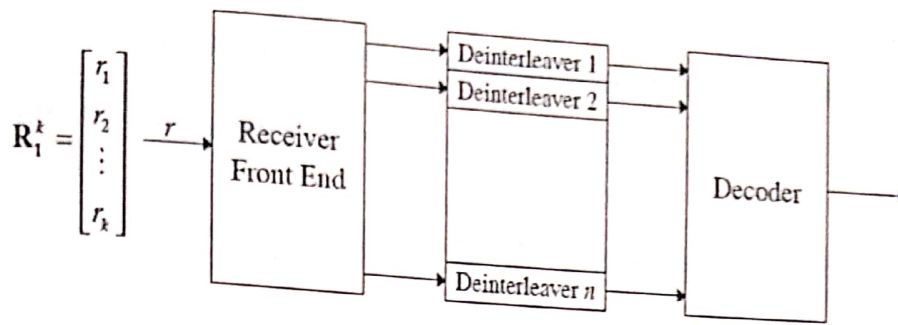 R₁ᵏ = [r₁ r₂ ⋮ rₖ]
r
Receiver
Front End
Deinterleaver 1
Deinterleaver 2
Deinterleaver n
Decoder